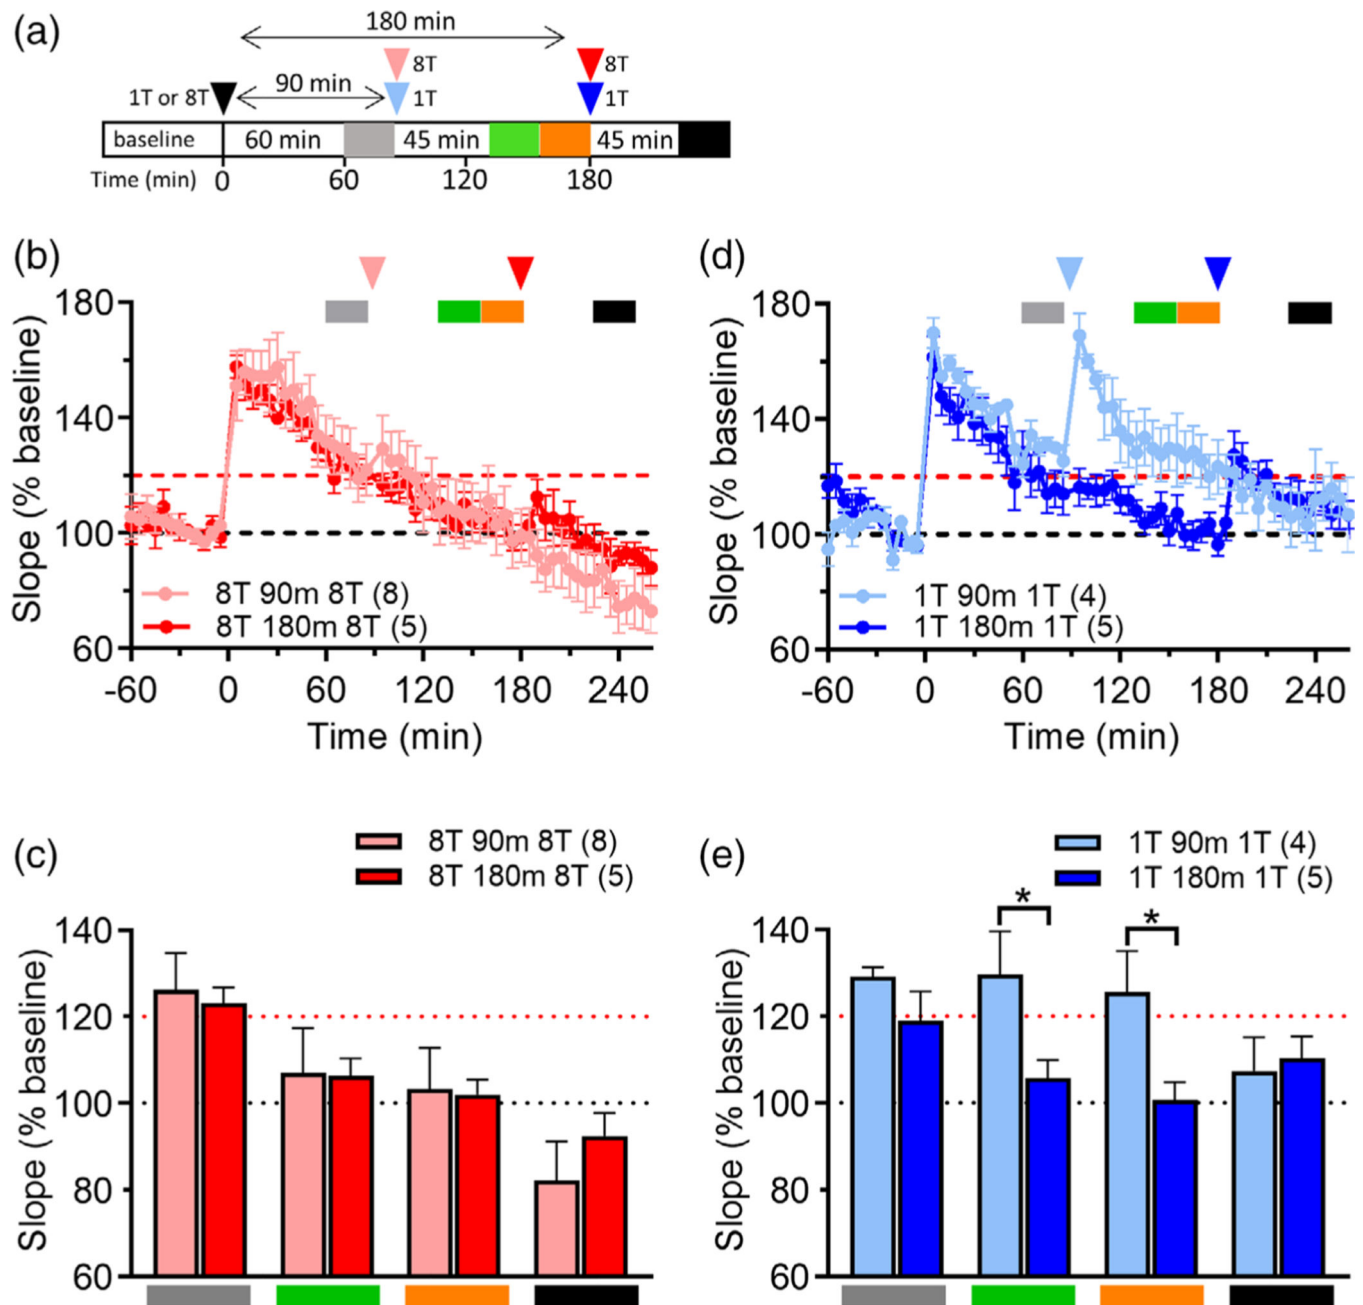 (a)
180 min
8T 8T
1T or 8T 90 min 1T 1T
baseline 60 min 45 min 45 min
Time (min) 0 60 120 180
(b)
Slope (% baseline)
180
140
100
60
8T 90m 8T (8)
8T 180m 8T (5)
-60 0 60 120 180 240
Time (min)
(d)
Slope (% baseline)
180
140
100
60
1T 90m 1T (4)
1T 180m 1T (5)
-60 0 60 120 180 240
Time (min)
(c)
8T 90m 8T (8)
8T 180m 8T (5)
Slope (% baseline)
140
120
100
80
60
(e)
1T 90m 1T (4)
1T 180m 1T (5)
* *
Slope (% baseline)
140
120
100
80
60